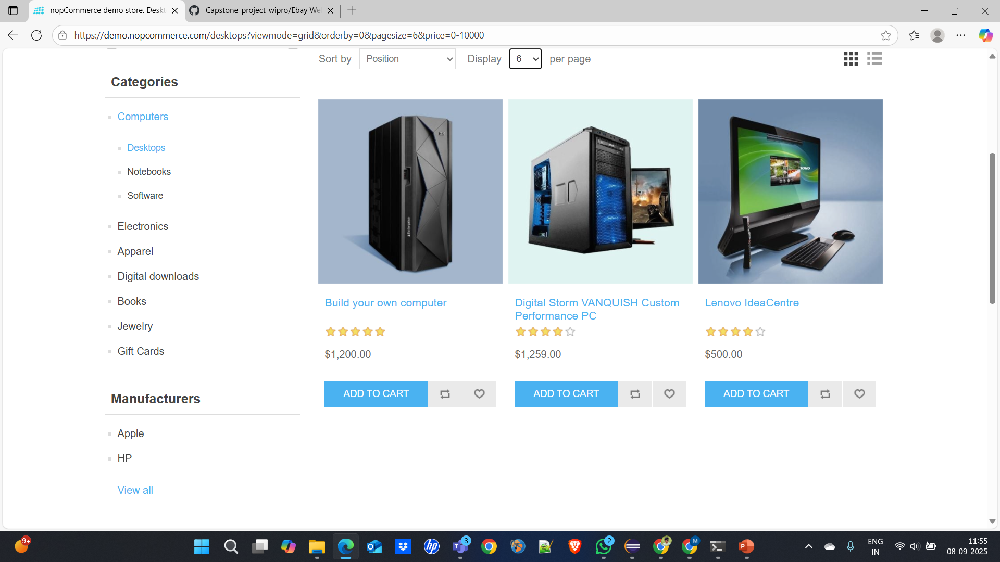 nopCommerce demo store. Deskt
Capstone_project_wipro/Ebay We
https://demo.nopcommerce.com/desktops?viewmode=grid&orderby=0&pagesize=6&price=0-10000
Sort by Position Display 6 per page
Categories
Computers
Desktops
Notebooks
Software
Electronics
Apparel
Digital downloads
Books
Jewelry
Gift Cards
Manufacturers
Apple
HP
View all
IBM
zEnterprise
Build your own computer
$1,200.00
ADD TO CART
Digital Storm VANQUISH Custom
Performance PC
$1,259.00
ADD TO CART
Lenovo IdeaCentre
$500.00
ADD TO CART
9+
3
2
M
ENG
IN
11:55
08-09-2025